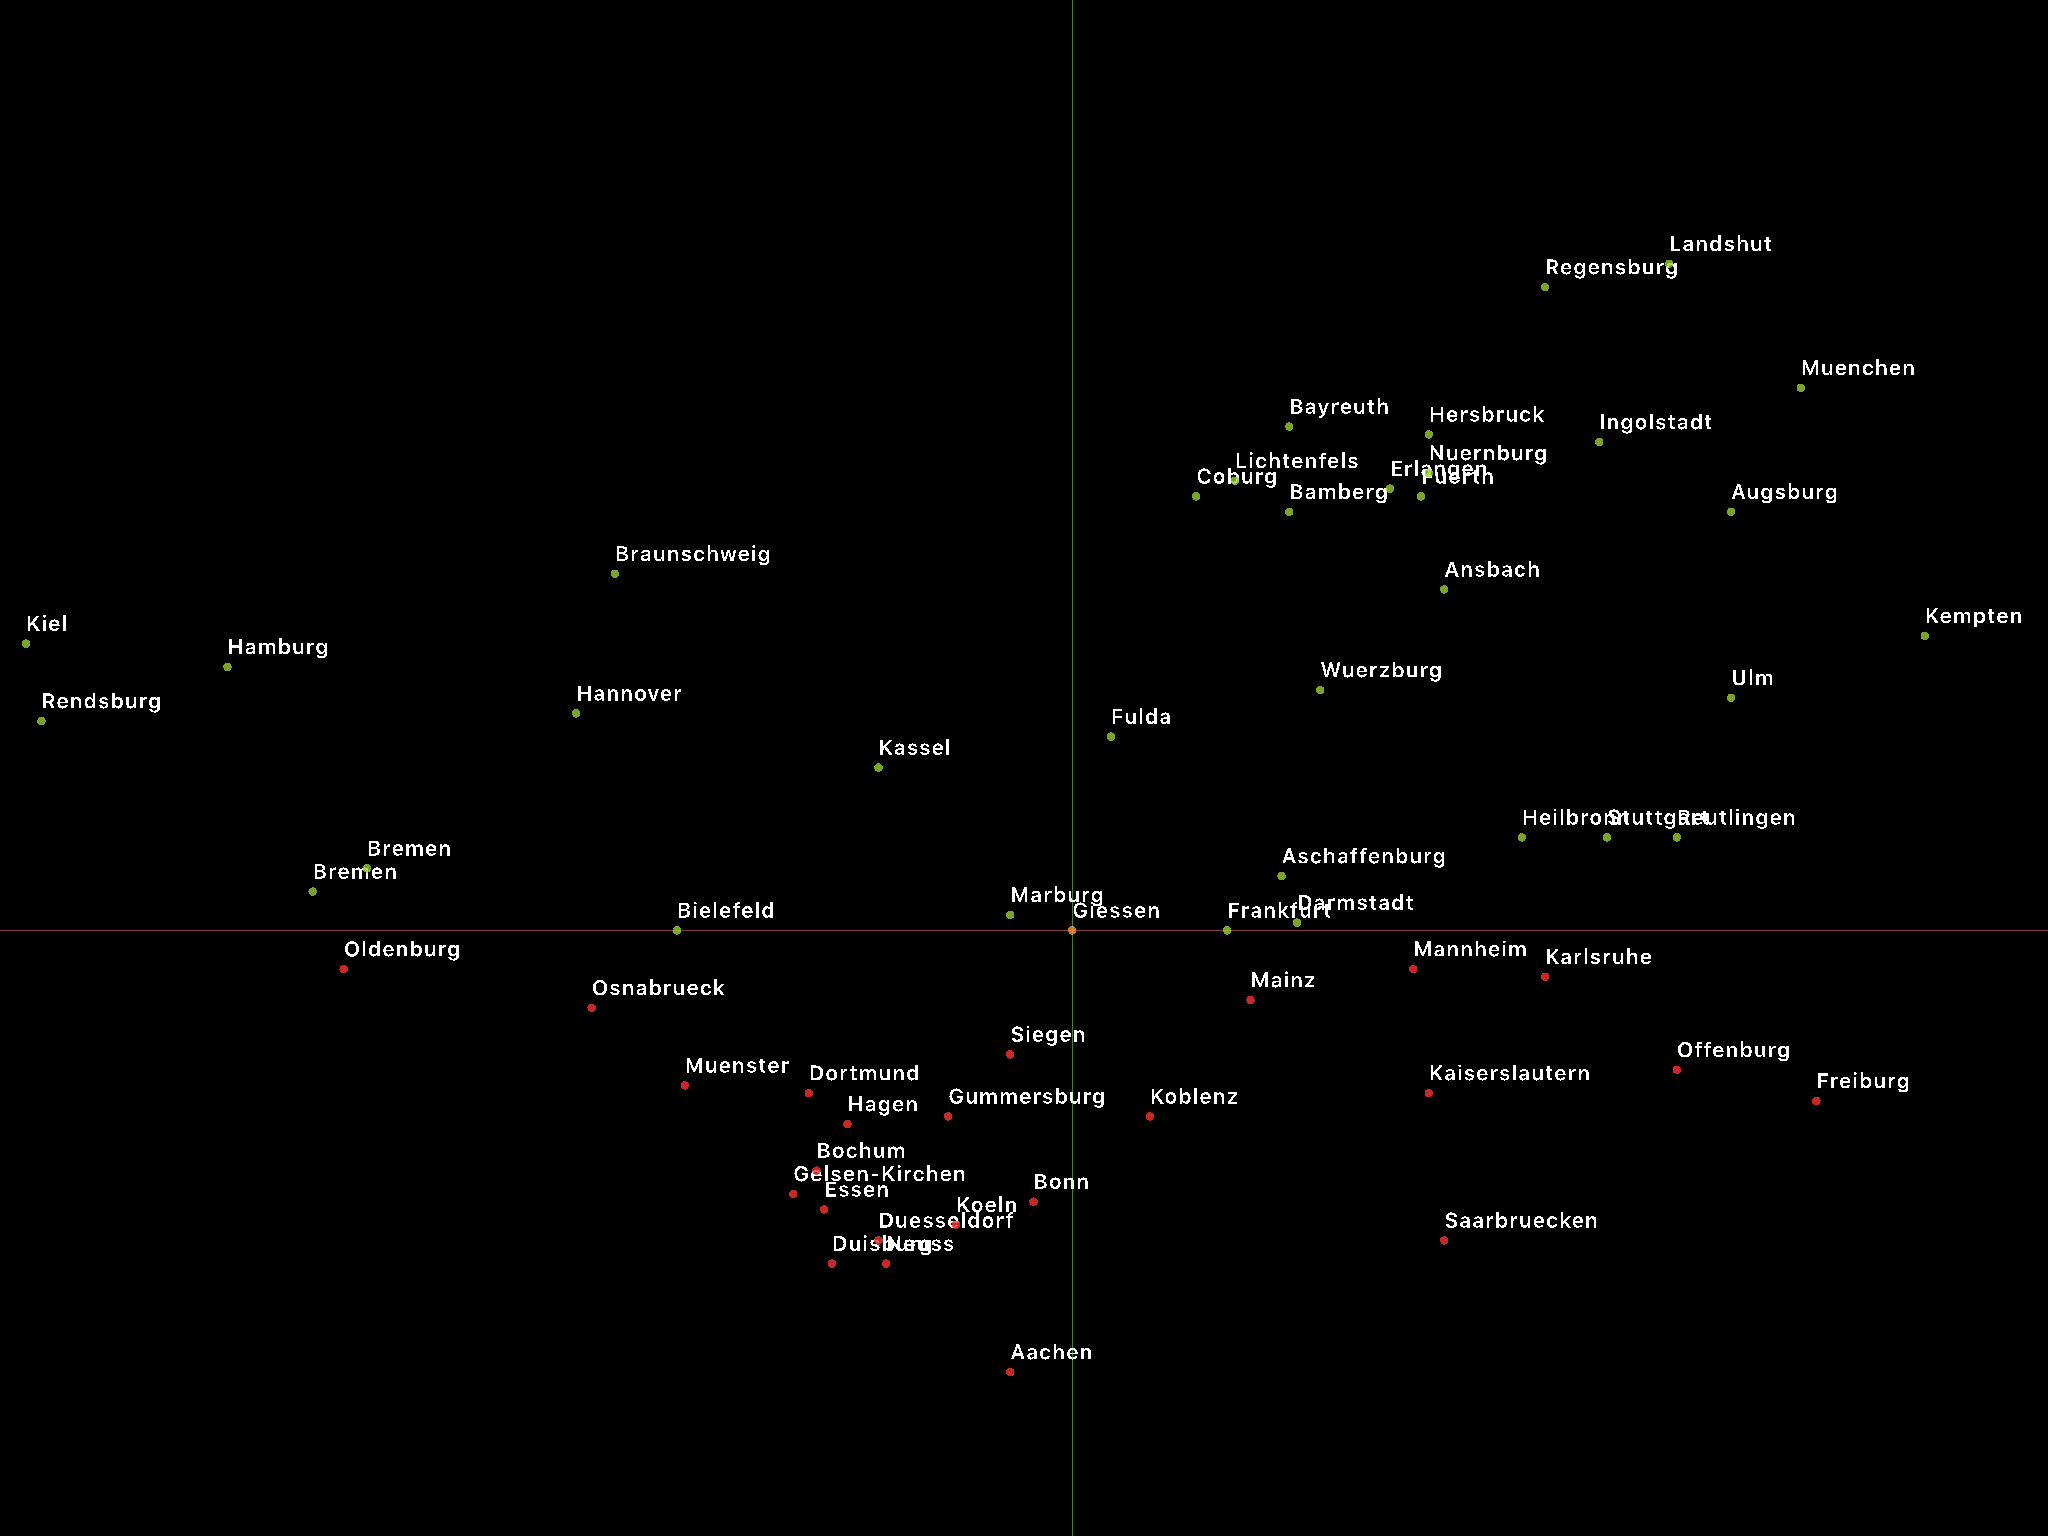 Landshut
Regensburg
Muenchen
Bayreuth
Hersbruck
Ingolstadt
Nuernburg
Lichtenfels
Erlangen
Coburg
Fuerth
Bamberg
Augsburg
Braunschweig
Ansbach
Kiel
Kempten
Hamburg
Wuerzburg
Ulm
Rendsburg
Hannover
Fulda
Kassel
Heilbronn
Stuttgart
Reutlingen
Bremen
Aschaffenburg
Bremen
Marburg
Darmstadt
Bielefeld
Giessen
Frankfurt
Oldenburg
Mannheim
Karlsruhe
Mainz
Osnabrueck
Siegen
Offenburg
Muenster
Dortmund
Kaiserslautern
Freiburg
Hagen
Gummersburg
Koblenz
Bochum
Gelsen-Kirchen
Bonn
Essen
Koeln
Duesseldorf
Saarbruecken
Duisburg
Neuss
Aachen